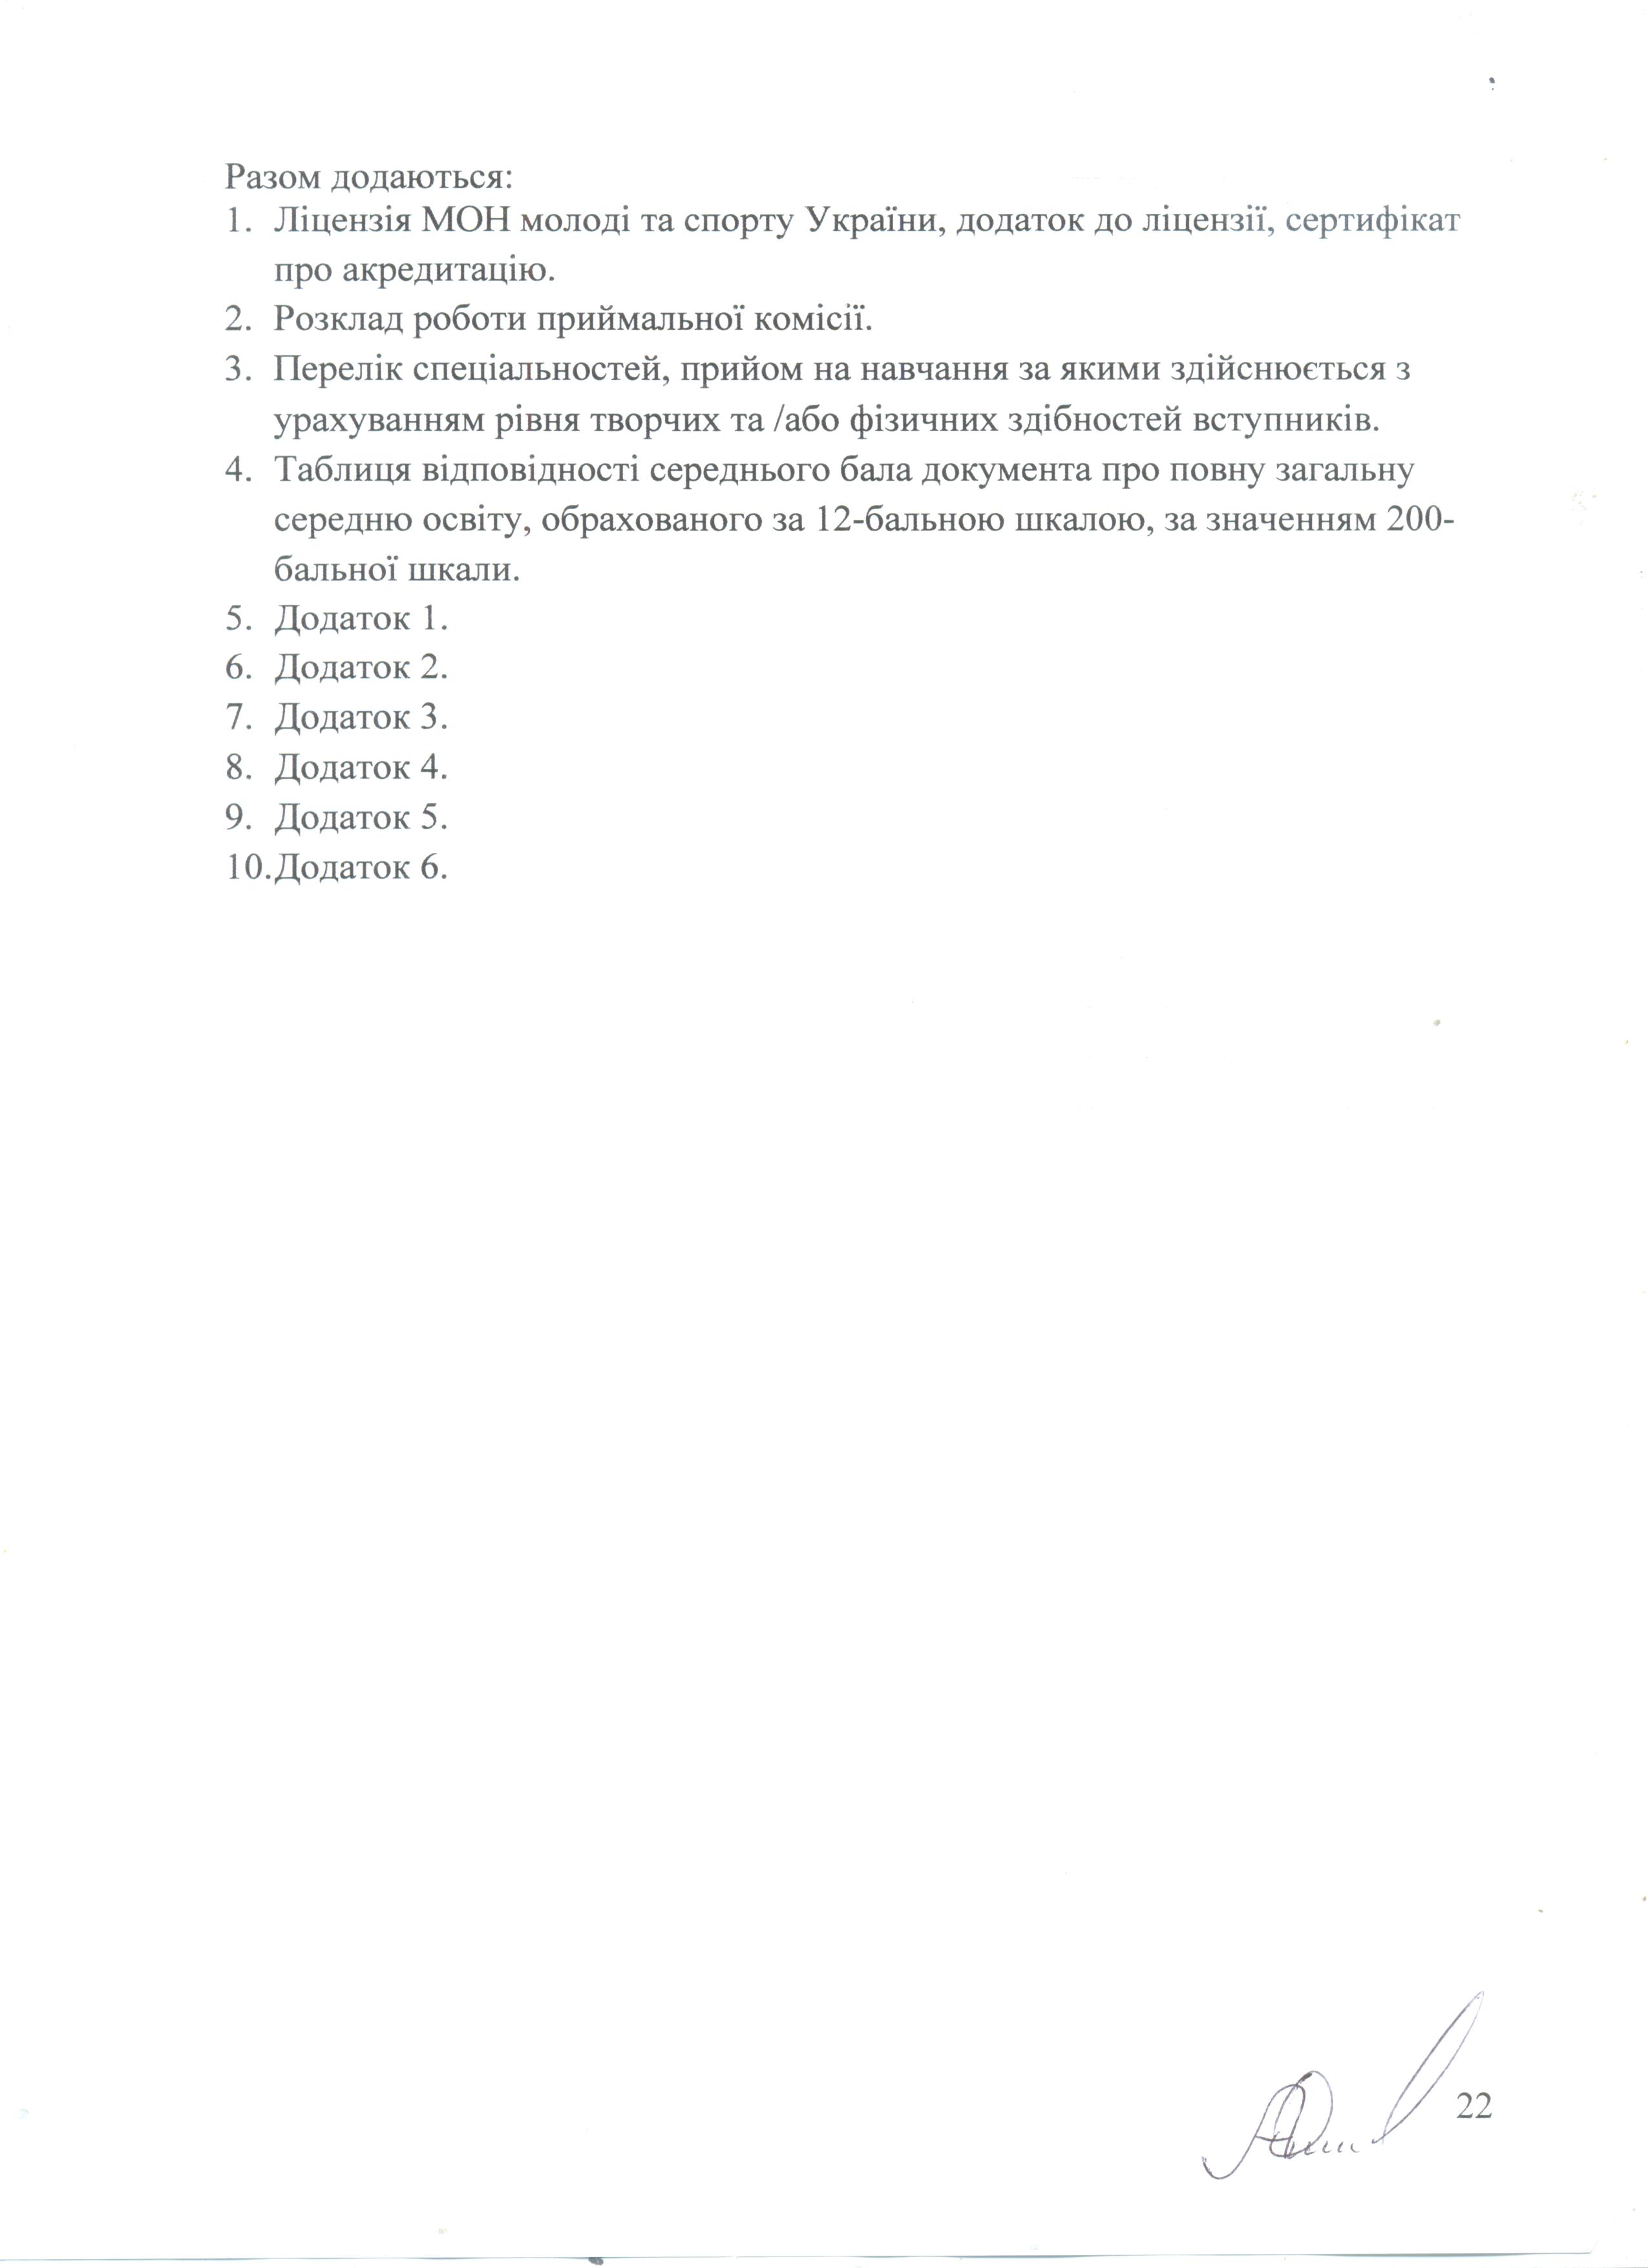 Разом додаються:
1. Ліцензія МОН молоді та спорту України, додаток до ліцензії, сертифікат
про акредитацію.
2. Розклад роботи приймальної комісії.
3. Перелік спеціальностей, прийом на навчання за якими здійснюється з
урахуванням рівня творчих та /або фізичних здібностей вступників.
4. Таблиця відповідності середнього бала документа про повну загальну
середню освіту, обрахованого за 12-бальною шкалою, за значенням 200-
бальної шкали.
5. Додаток 1.
6. Додаток 2.
7. Додаток 3.
8. Додаток 4.
9. Додаток 5.
10.Додаток 6.
22